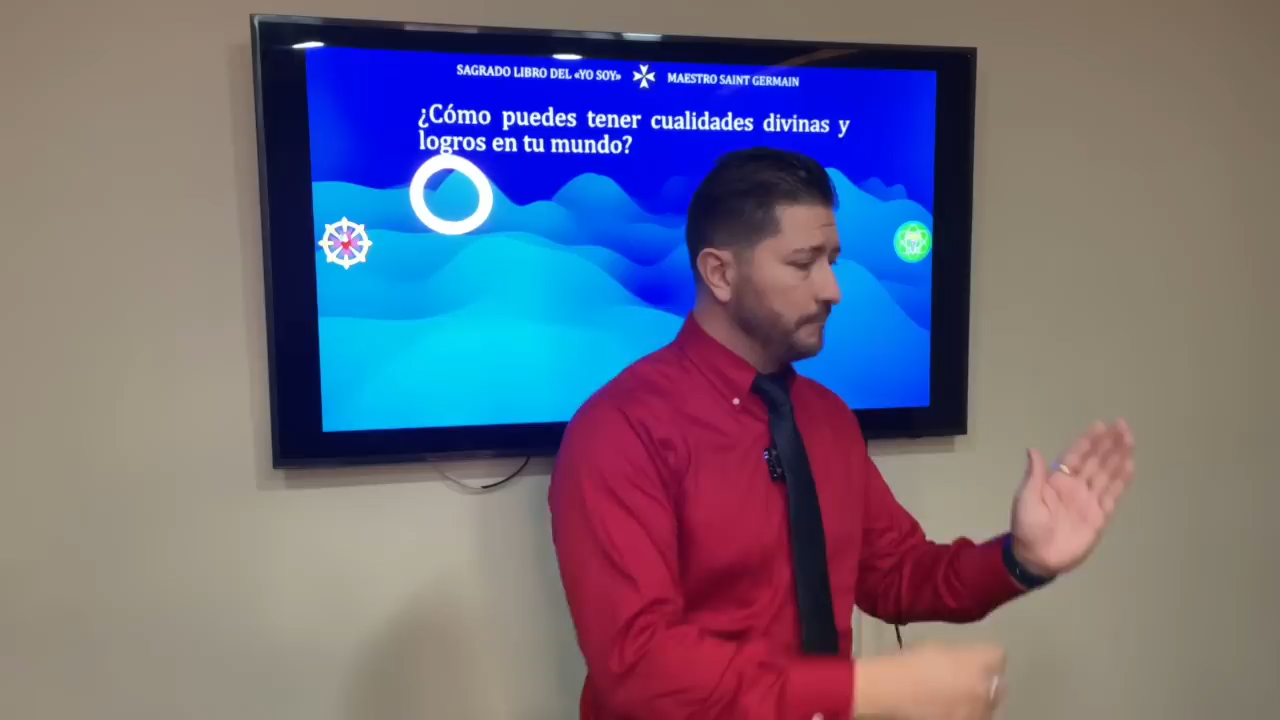 SAGRADO LIBRO DEL «YO SOY» MAESTRO SAINT GERMAIN
¿Cómo puedes tener cualidades divinas y
logros en tu mundo?